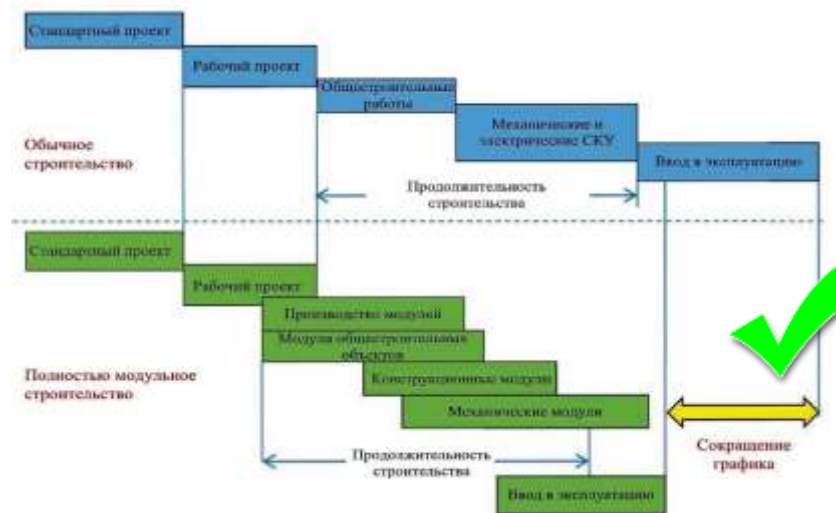 Стандартный проект
Рабочий проект
Общестроительные
работы
Механические и
электрические СКУ
Ввод в эксплуатацию
Обычное
строительство
Продолжительность
строительства
Стандартный проект
Рабочий проект
Производство модулей
Модули общестроительных
объектов
Конструкционные модули
Механические модули
Полностью модульное
строительство
Продолжительность
строительства
Сокращение
графика
Ввод в эксплуатацию